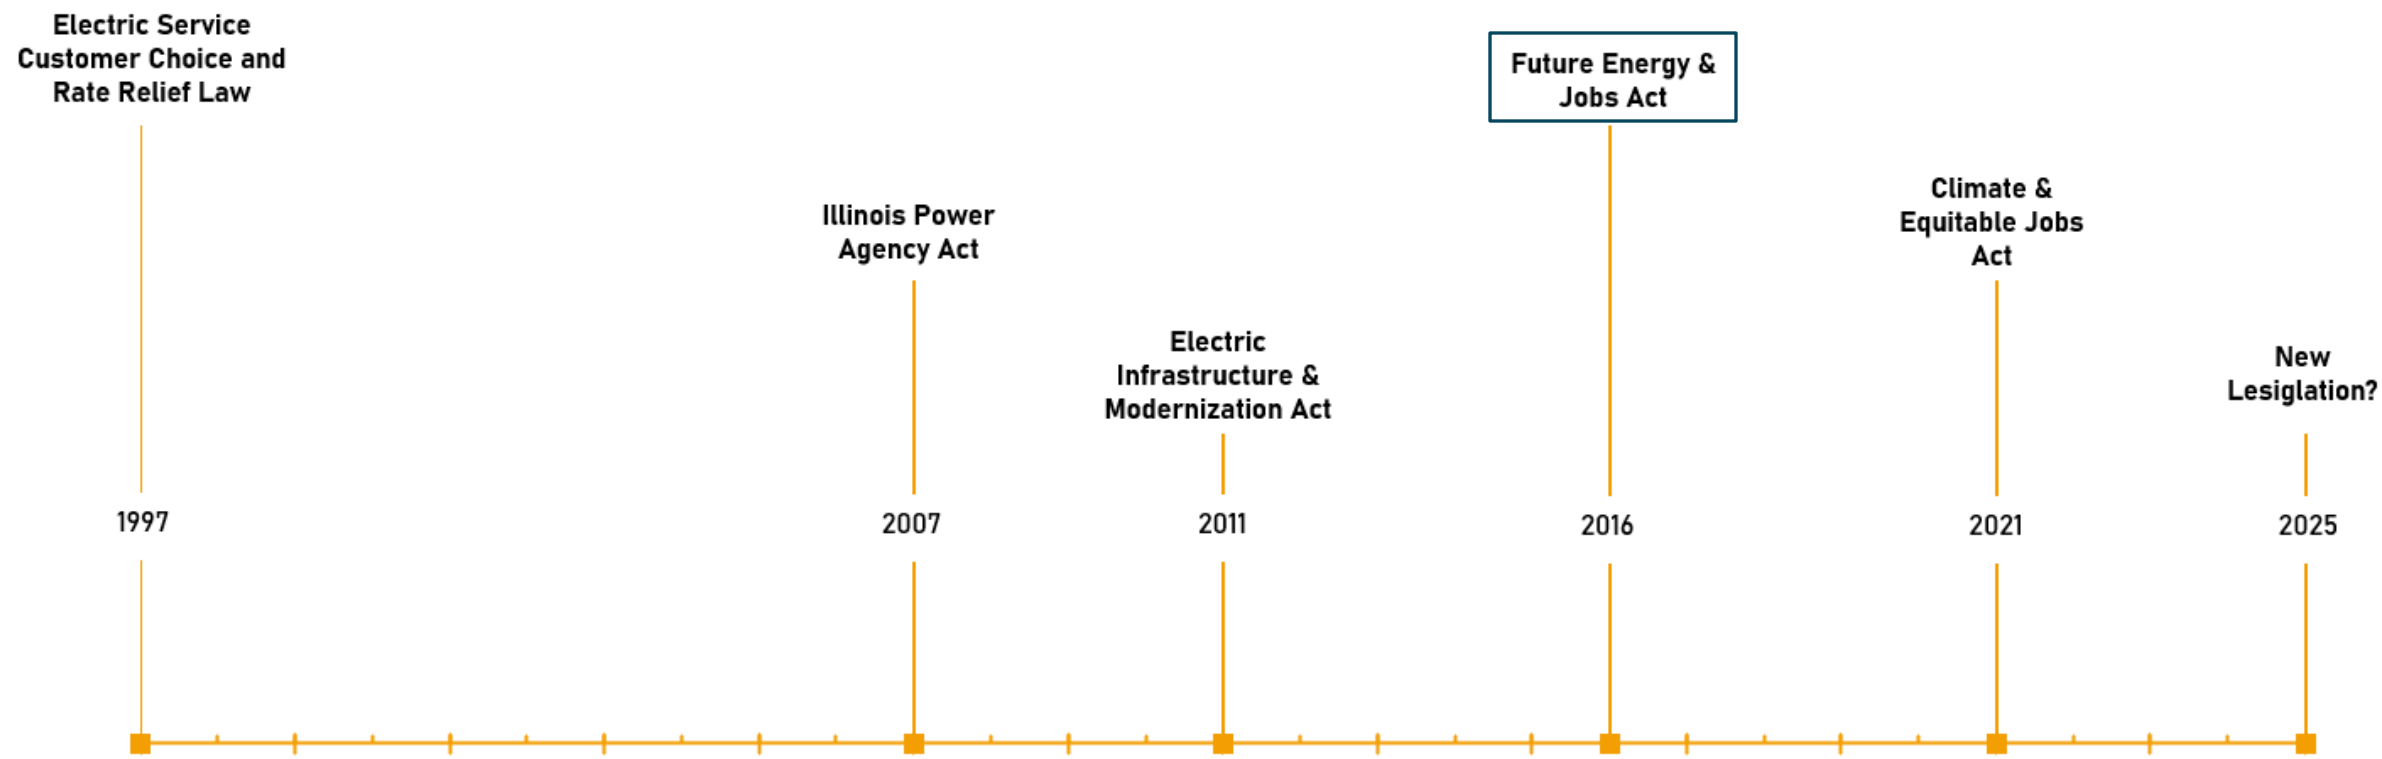 Electric Service
Customer Choice and
Rate Relief Law
1997
Illinois Power
Agency Act
2007
Electric
Infrastructure &
Modernization Act
2011
Future Energy &
Jobs Act
2016
Climate &
Equitable Jobs
Act
2021
New
Lesiglation?
2025